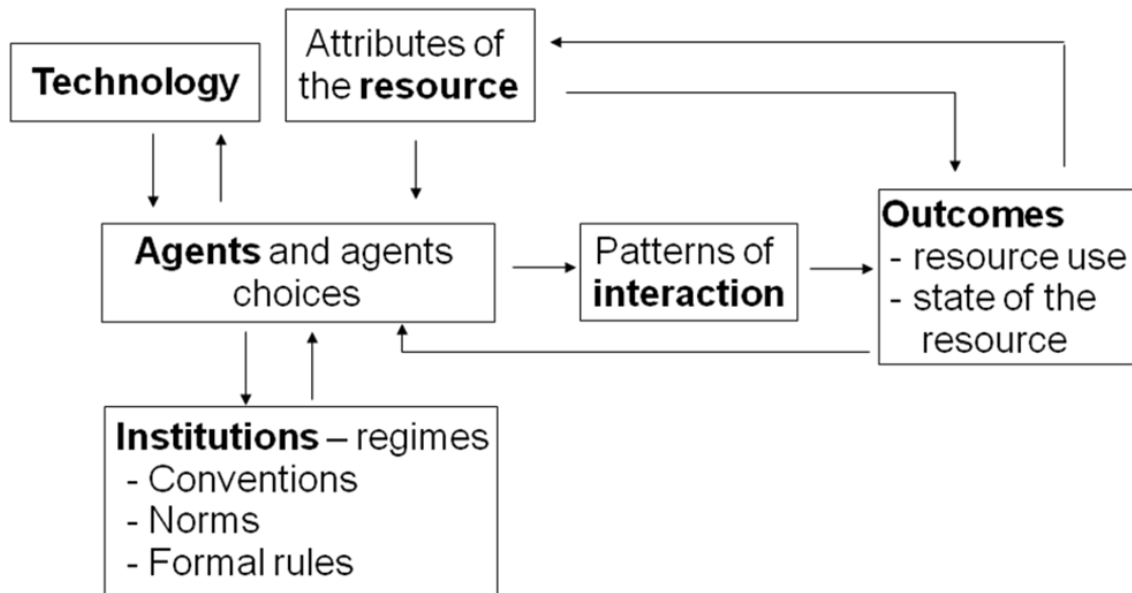 Technology
Attributes of
the resource
Agents and agents
choices
Patterns of
interaction
Outcomes
- resource use
- state of the
resource
Institutions – regimes
- Conventions
- Norms
- Formal rules